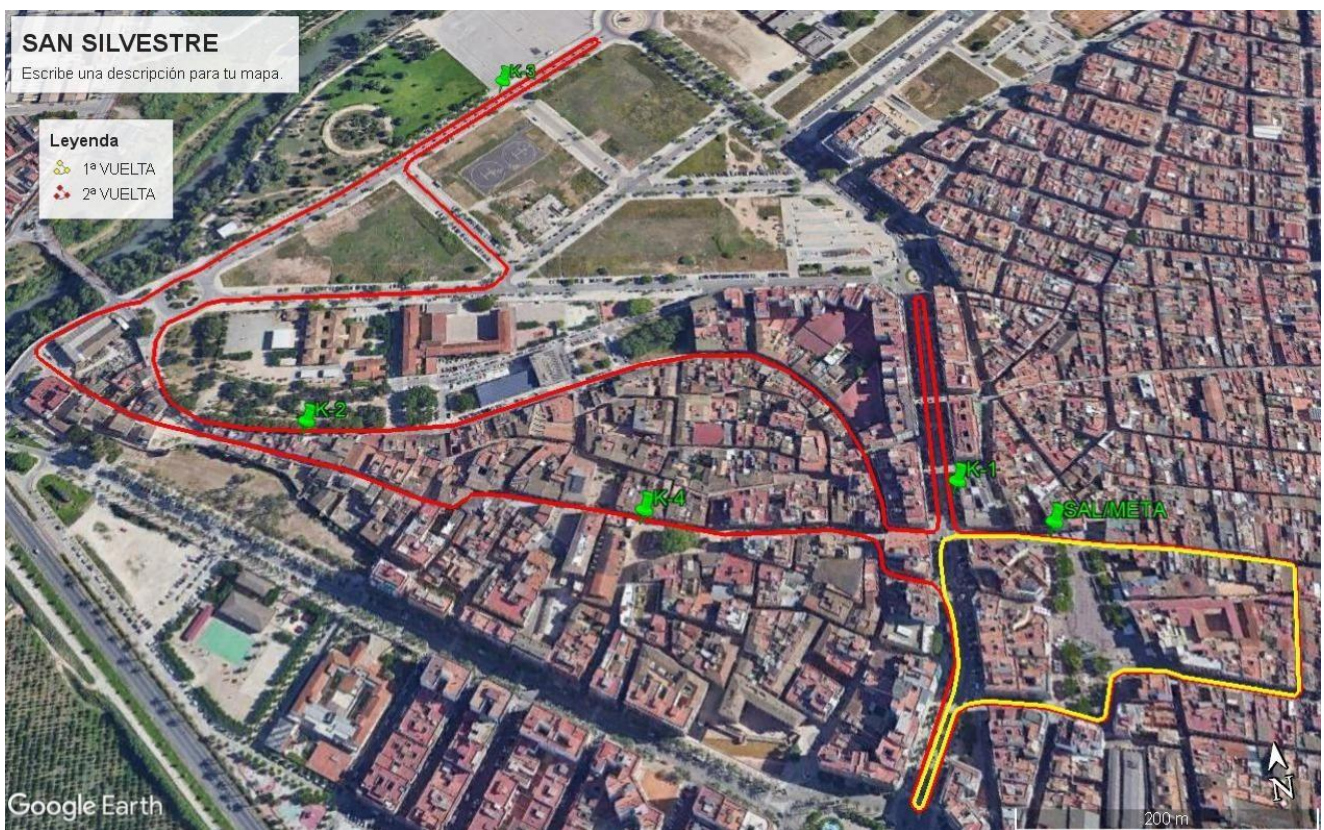 SAN SILVESTRE
Escribe una descripción para tu mapa.
Leyenda
1ª VUELTA
2ª VUELTA
K-3
K-2
K-1
K-4
SAL/META
N
Google Earth
200 m